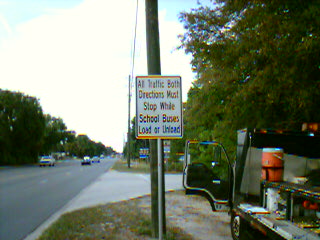 All Traffic Both
Directions Must
Stop While
School Buses
Load or Unload